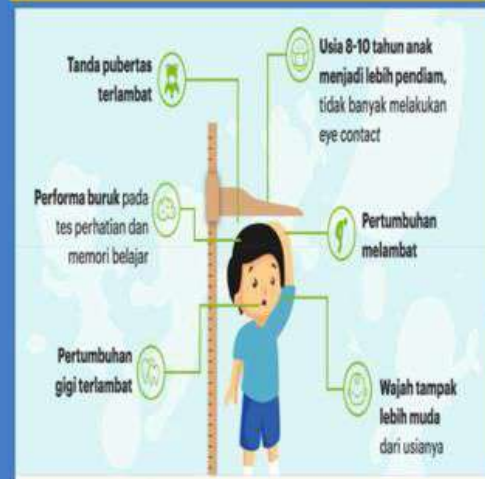 Tanda pubertas
terlambat
Usia 8-10 tahun anak
menjadi lebih pendiam,
tidak banyak melakukan
eye contact
Performa buruk pada
tes perhatian dan
memori belajar
Pertumbuhan
melambat
Pertumbuhan
gigi terlambat
Wajah tampak
lebih muda
dari usianya